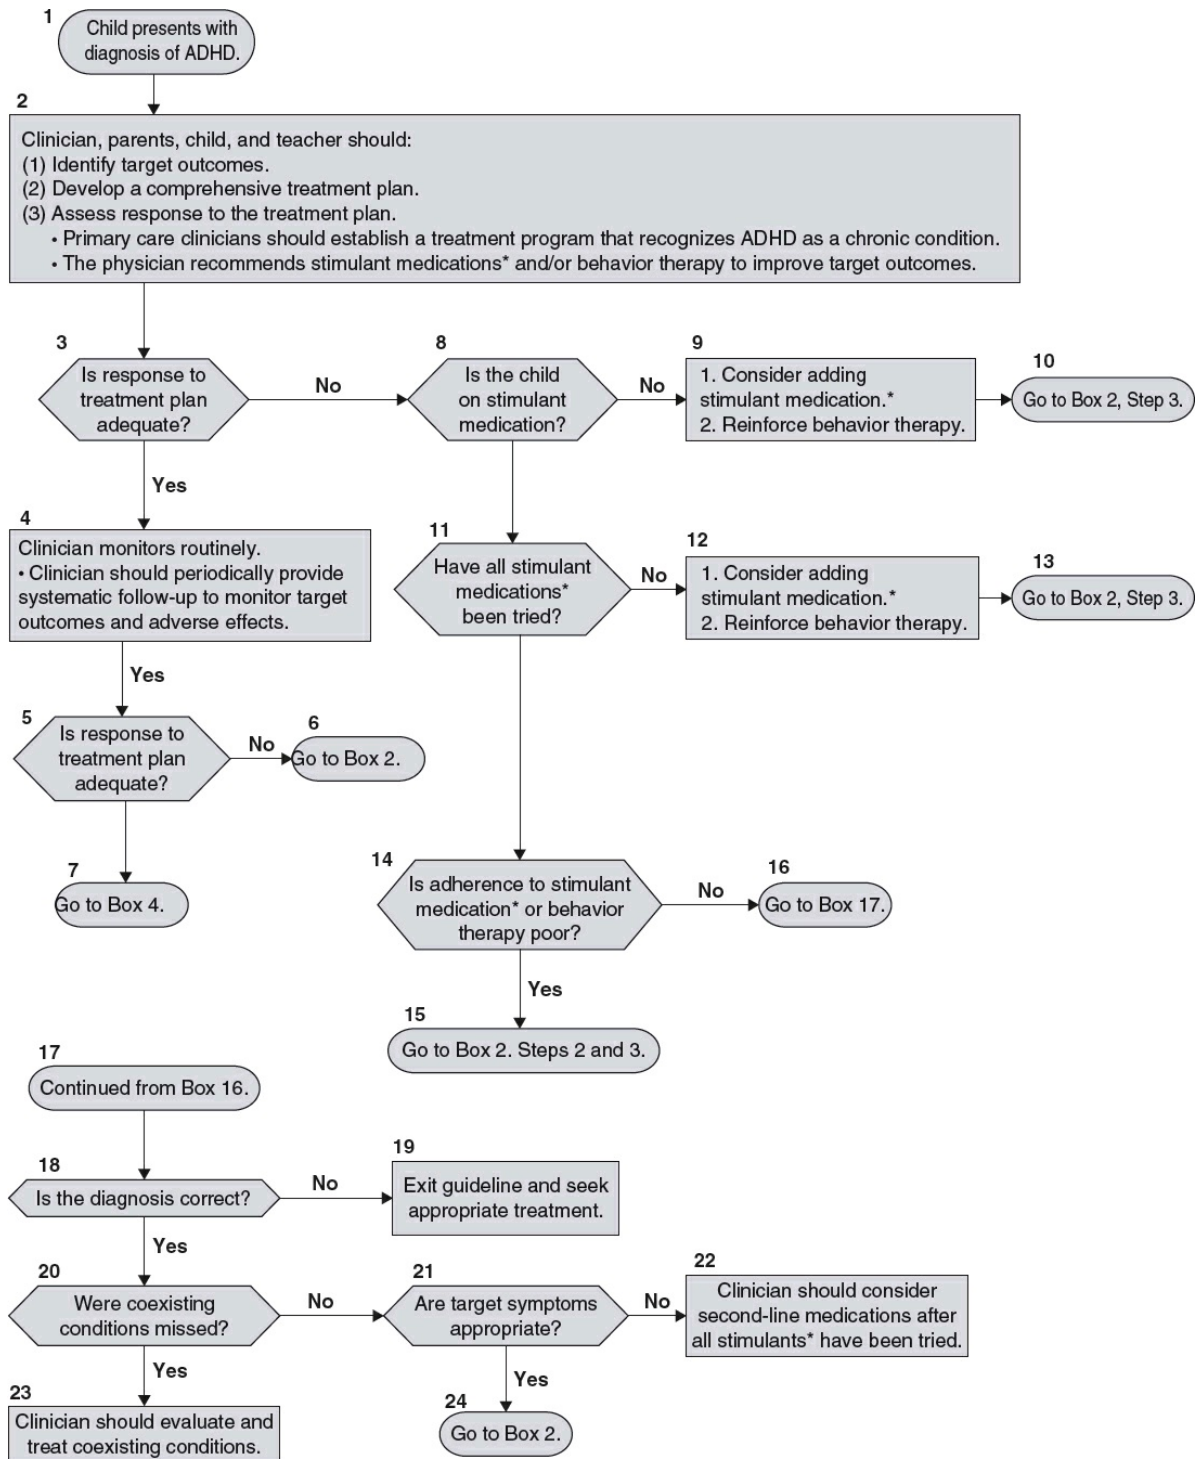 1
Child presents with
diagnosis of ADHD.
2
Clinician, parents, child, and teacher should:
(1) Identify target outcomes.
(2) Develop a comprehensive treatment plan.
(3) Assess response to the treatment plan.
• Primary care clinicians should establish a treatment program that recognizes ADHD as a chronic condition.
• The physician recommends stimulant medications* and/or behavior therapy to improve target outcomes.
3
Is response to
treatment plan
adequate?
No
8
Is the child
on stimulant
medication?
No
9
1. Consider adding
stimulant medication.*
2. Reinforce behavior therapy.
10
Go to Box 2, Step 3.
Yes
4
Clinician monitors routinely.
• Clinician should periodically provide
systematic follow-up to monitor target
outcomes and adverse effects.
11
Have all stimulant
medications*
been tried?
No
12
1. Consider adding
stimulant medication.*
2. Reinforce behavior therapy.
13
Go to Box 2, Step 3.
Yes
5
Is response to
treatment plan
adequate?
No
6
Go to Box 2.
7
Go to Box 4.
14
Is adherence to stimulant
medication* or behavior
therapy poor?
No
16
Go to Box 17.
Yes
15
Go to Box 2. Steps 2 and 3.
17
Continued from Box 16.
18
Is the diagnosis correct?
No
19
Exit guideline and seek
appropriate treatment.
Yes
20
Were coexisting
conditions missed?
No
21
Are target symptoms
appropriate?
No
22
Clinician should consider
second-line medications after
all stimulants* have been tried.
Yes
23
Clinician should evaluate and
treat coexisting conditions.
Yes
24
Go to Box 2.